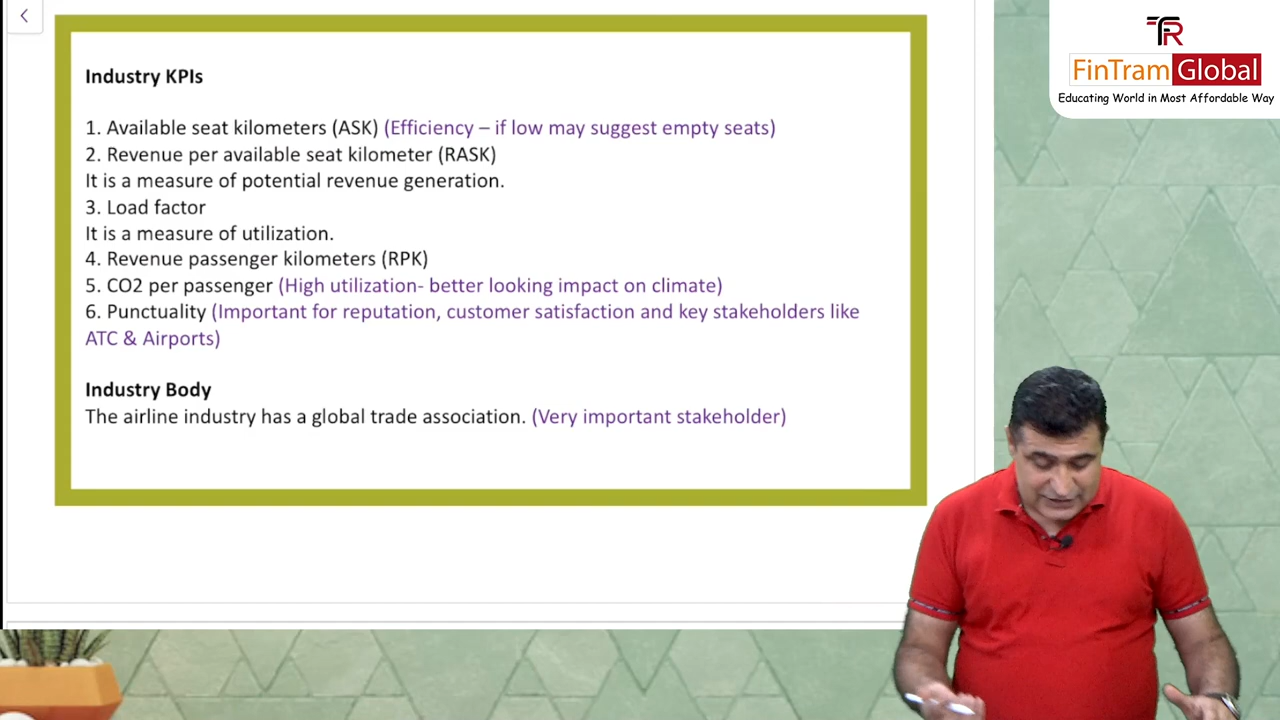 Industry KPIs
1. Available seat kilometers (ASK) (Efficiency – if low may suggest empty seats)
2. Revenue per available seat kilometer (RASK)
It is a measure of potential revenue generation.
3. Load factor
It is a measure of utilization.
4. Revenue passenger kilometers (RPK)
5. CO2 per passenger (High utilization- better looking impact on climate)
6. Punctuality (Important for reputation, customer satisfaction and key stakeholders like
ATC & Airports)
Industry Body
The airline industry has a global trade association. (Very important stakeholder)
FinTram Global
Educating World in Most Affordable Way